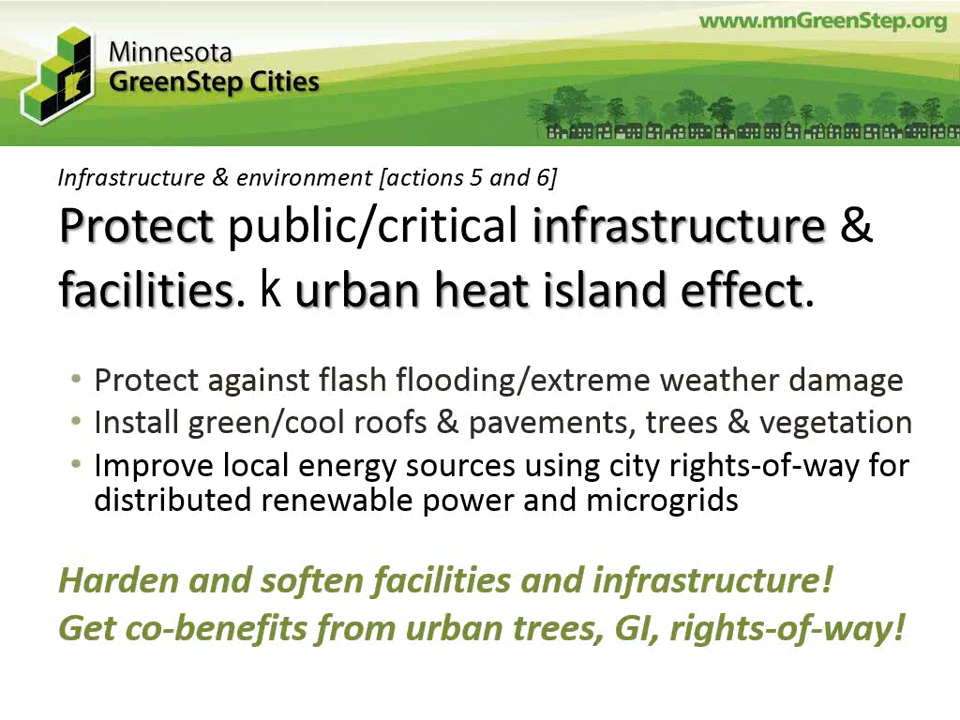 www.mnGreenStep.org
Minnesota
GreenStep Cities
Infrastructure & environment [actions 5 and 6]
Protect public/critical infrastructure &
facilities. k urban heat island effect.
• Protect against flash flooding/extreme weather damage
• Install green/cool roofs & pavements, trees & vegetation
• Improve local energy sources using city rights-of-way for
distributed renewable power and microgrids
Harden and soften facilities and infrastructure!
Get co-benefits from urban trees, GI, rights-of-way!